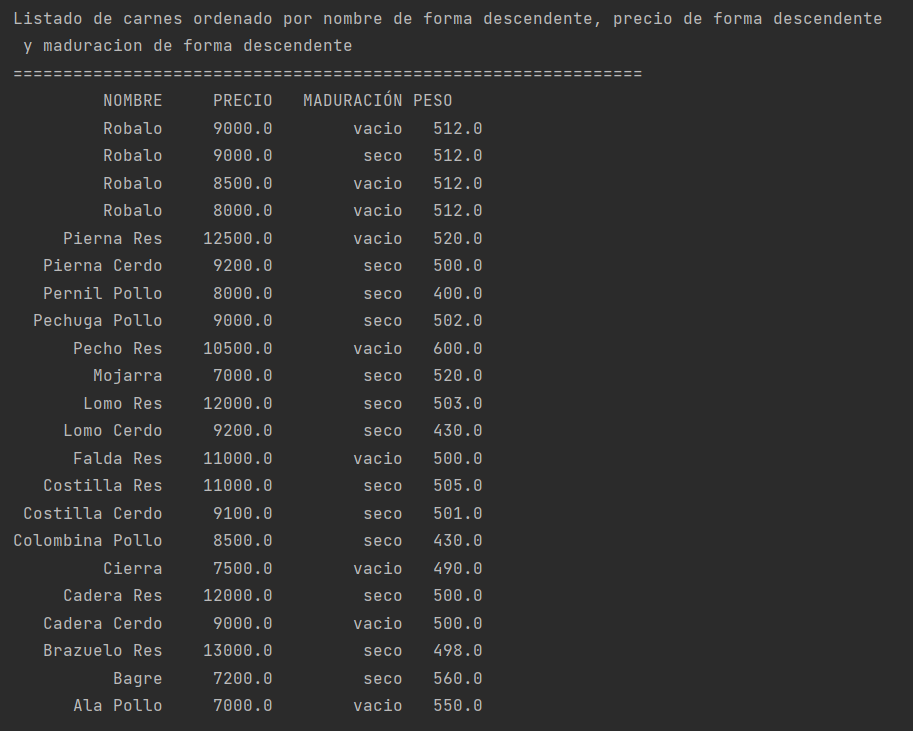 Listado de carnes ordenado por nombre de forma descendente, precio de forma descendente
 y maduracion de forma descendente
===============================================================
         NOMBRE     PRECIO   MADURACIÓN PESO
         Robalo     9000.0        vacio   512.0
         Robalo     9000.0         seco   512.0
         Robalo     8500.0        vacio   512.0
         Robalo     8000.0        vacio   512.0
     Pierna Res    12500.0        vacio   520.0
   Pierna Cerdo     9200.0         seco   500.0
   Pernil Pollo     8000.0         seco   400.0
  Pechuga Pollo     9000.0         seco   502.0
      Pecho Res    10500.0        vacio   600.0
        Mojarra     7000.0         seco   520.0
       Lomo Res    12000.0         seco   503.0
     Lomo Cerdo     9200.0         seco   430.0
      Falda Res    11000.0        vacio   500.0
   Costilla Res    11000.0         seco   505.0
 Costilla Cerdo     9100.0         seco   501.0
Colombina Pollo     8500.0         seco   430.0
         Cierra     7500.0        vacio   490.0
     Cadera Res    12000.0         seco   500.0
   Cadera Cerdo     9000.0        vacio   500.0
   Brazuelo Res    13000.0         seco   498.0
          Bagre     7200.0         seco   560.0
      Ala Pollo     7000.0        vacio   550.0